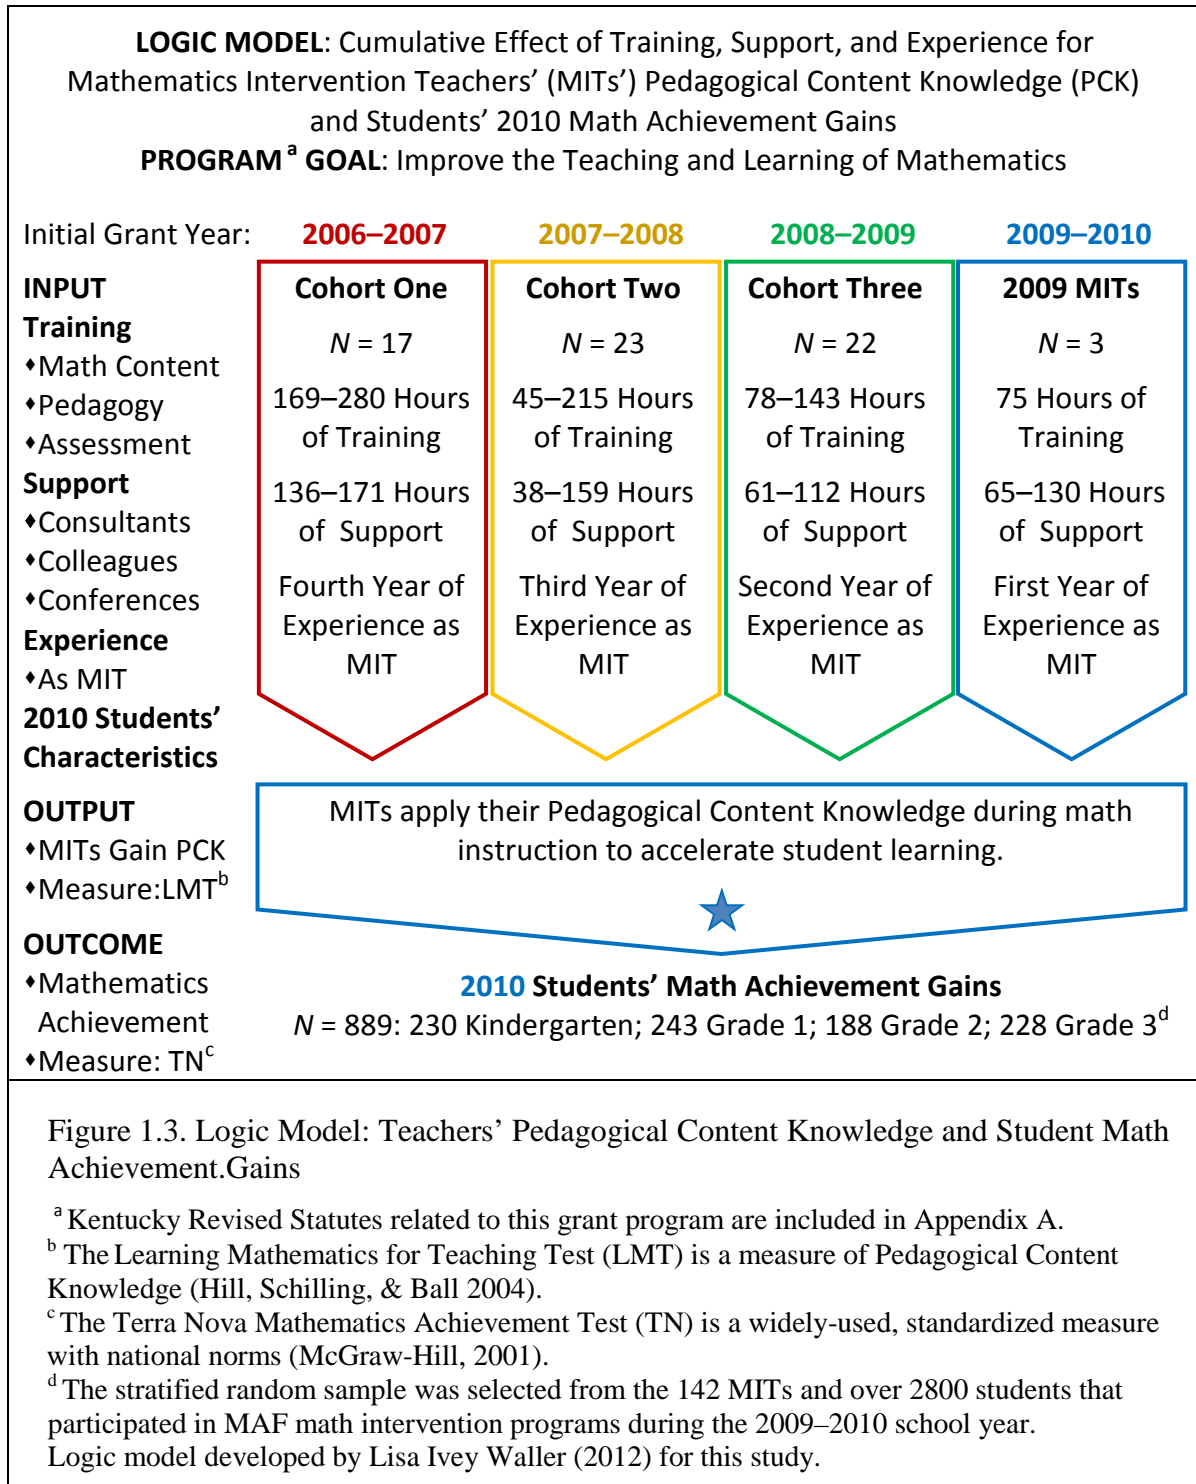 LOGIC MODEL: Cumulative Effect of Training, Support, and Experience for
Mathematics Intervention Teachers’ (MITs’) Pedagogical Content Knowledge (PCK)
and Students’ 2010 Math Achievement Gains
PROGRAM a GOAL: Improve the Teaching and Learning of Mathematics
Initial Grant Year: 2006–2007 2007–2008 2008–2009 2009–2010
INPUT
Training
♦Math Content
♦Pedagogy
♦Assessment
Support
♦Consultants
♦Colleagues
♦Conferences
Experience
♦As MIT
2010 Students’
Characteristics
Cohort One
N = 17
169–280 Hours
of Training
136–171 Hours
of Support
Fourth Year of
Experience as
MIT
Cohort Two
N = 23
45–215 Hours
of Training
38–159 Hours
of Support
Third Year of
Experience as
MIT
Cohort Three
N = 22
78–143 Hours
of Training
61–112 Hours
of Support
Second Year of
Experience as
MIT
2009 MITs
N = 3
75 Hours of
Training
65–130 Hours
of Support
First Year of
Experience as
MIT
OUTPUT
♦MITs Gain PCK
♦Measure:LMTb
MITs apply their Pedagogical Content Knowledge during math
instruction to accelerate student learning.
OUTCOME
♦Mathematics
Achievement
♦Measure: TNc
2010 Students’ Math Achievement Gains
N = 889: 230 Kindergarten; 243 Grade 1; 188 Grade 2; 228 Grade 3d
Figure 1.3. Logic Model: Teachers’ Pedagogical Content Knowledge and Student Math
Achievement.Gains
a Kentucky Revised Statutes related to this grant program are included in Appendix A.
b The Learning Mathematics for Teaching Test (LMT) is a measure of Pedagogical Content
Knowledge (Hill, Schilling, & Ball 2004).
c The Terra Nova Mathematics Achievement Test (TN) is a widely-used, standardized measure
with national norms (McGraw-Hill, 2001).
d The stratified random sample was selected from the 142 MITs and over 2800 students that
participated in MAF math intervention programs during the 2009–2010 school year.
Logic model developed by Lisa Ivey Waller (2012) for this study.